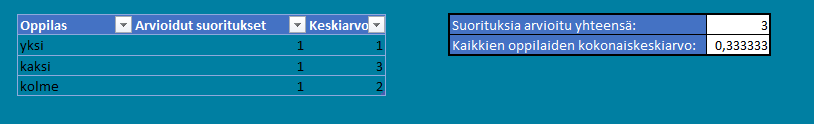 Oppilas Arvioidut suoritukset Keskiarvo
yksi 1 1
kaksi 1 3
kolme 1 2
Suorituksia arvioitu yhteensä: 3
Kaikkien oppilaiden kokonaiskeskiarvo: 0,333333